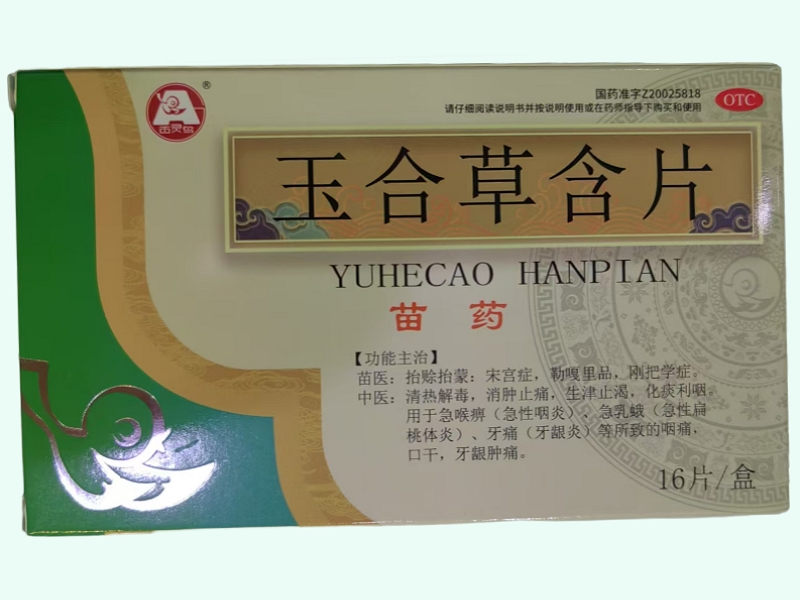 国药准字Z20025818
请仔细阅读说明书并按说明使用或在药师指导下购买和使用
OTC
®
玉合草含片
YUHECAO HANPIAN
苗药
【功能主治】
苗医：抬赊抬蒙：宋宫症，勒嘎里品，刚把学症。
中医：清热解毒，消肿止痛，生津止渴，化痰利咽。
用于急喉痹（急性咽炎）、急乳蛾（急性扁
桃体炎）、牙痛（牙龈炎）等所致的咽痛，
口干，牙龈肿痛。
16片/盒